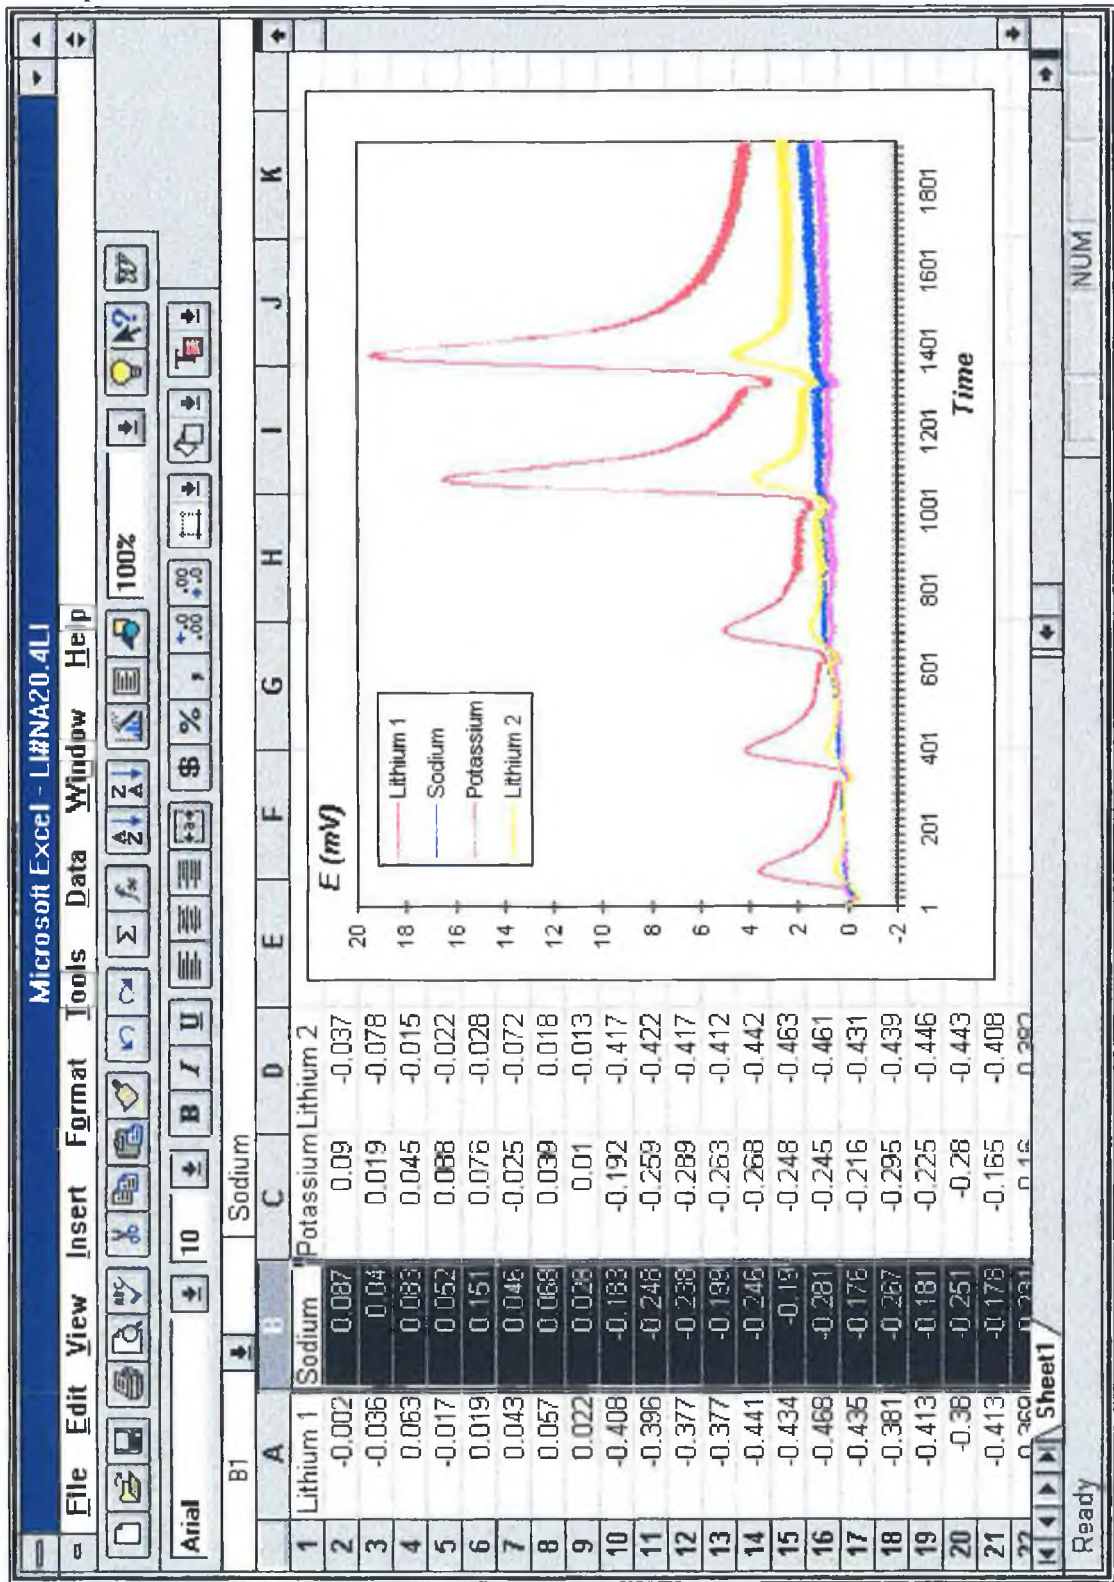 Microsoft Excel - LI#NA20.4LI
File Edit View Insert Format Tools Data Window Help
100%
Arial 10 B I U $ % ,
B1 Sodium
A B C D E F G H I J K
1 Lithium 1 Sodium Potassium Lithium 2
2 -0.002 0.087 0.09 -0.037
3 -0.036 0.04 0.019 -0.078
4 0.063 0.083 0.045 -0.015
5 -0.017 0.052 0.088 -0.022
6 0.019 0.151 0.076 -0.028
7 0.043 0.046 -0.025 -0.072
8 0.057 0.068 0.039 0.018
9 0.022 0.028 0.01 -0.013
10 -0.408 -0.183 -0.192 -0.417
11 -0.396 -0.248 -0.259 -0.422
12 -0.377 -0.238 -0.289 -0.417
13 -0.377 -0.199 -0.263 -0.412
14 -0.441 -0.246 -0.268 -0.442
15 -0.434 -0.19 -0.248 -0.463
16 -0.468 -0.281 -0.245 -0.461
17 -0.435 -0.176 -0.216 -0.431
18 -0.381 -0.267 -0.295 -0.439
19 -0.413 -0.181 -0.225 -0.446
20 -0.38 -0.251 -0.28 -0.443
21 -0.413 -0.178 -0.165 -0.408
22
E (mV)
20
18
16
14
12
10
8
6
4
2
0
-2
Lithium 1
Sodium
Potassium
Lithium 2
1 201 401 601 801 1001 1201 1401 1601 1801
Time
Sheet1
Ready NUM